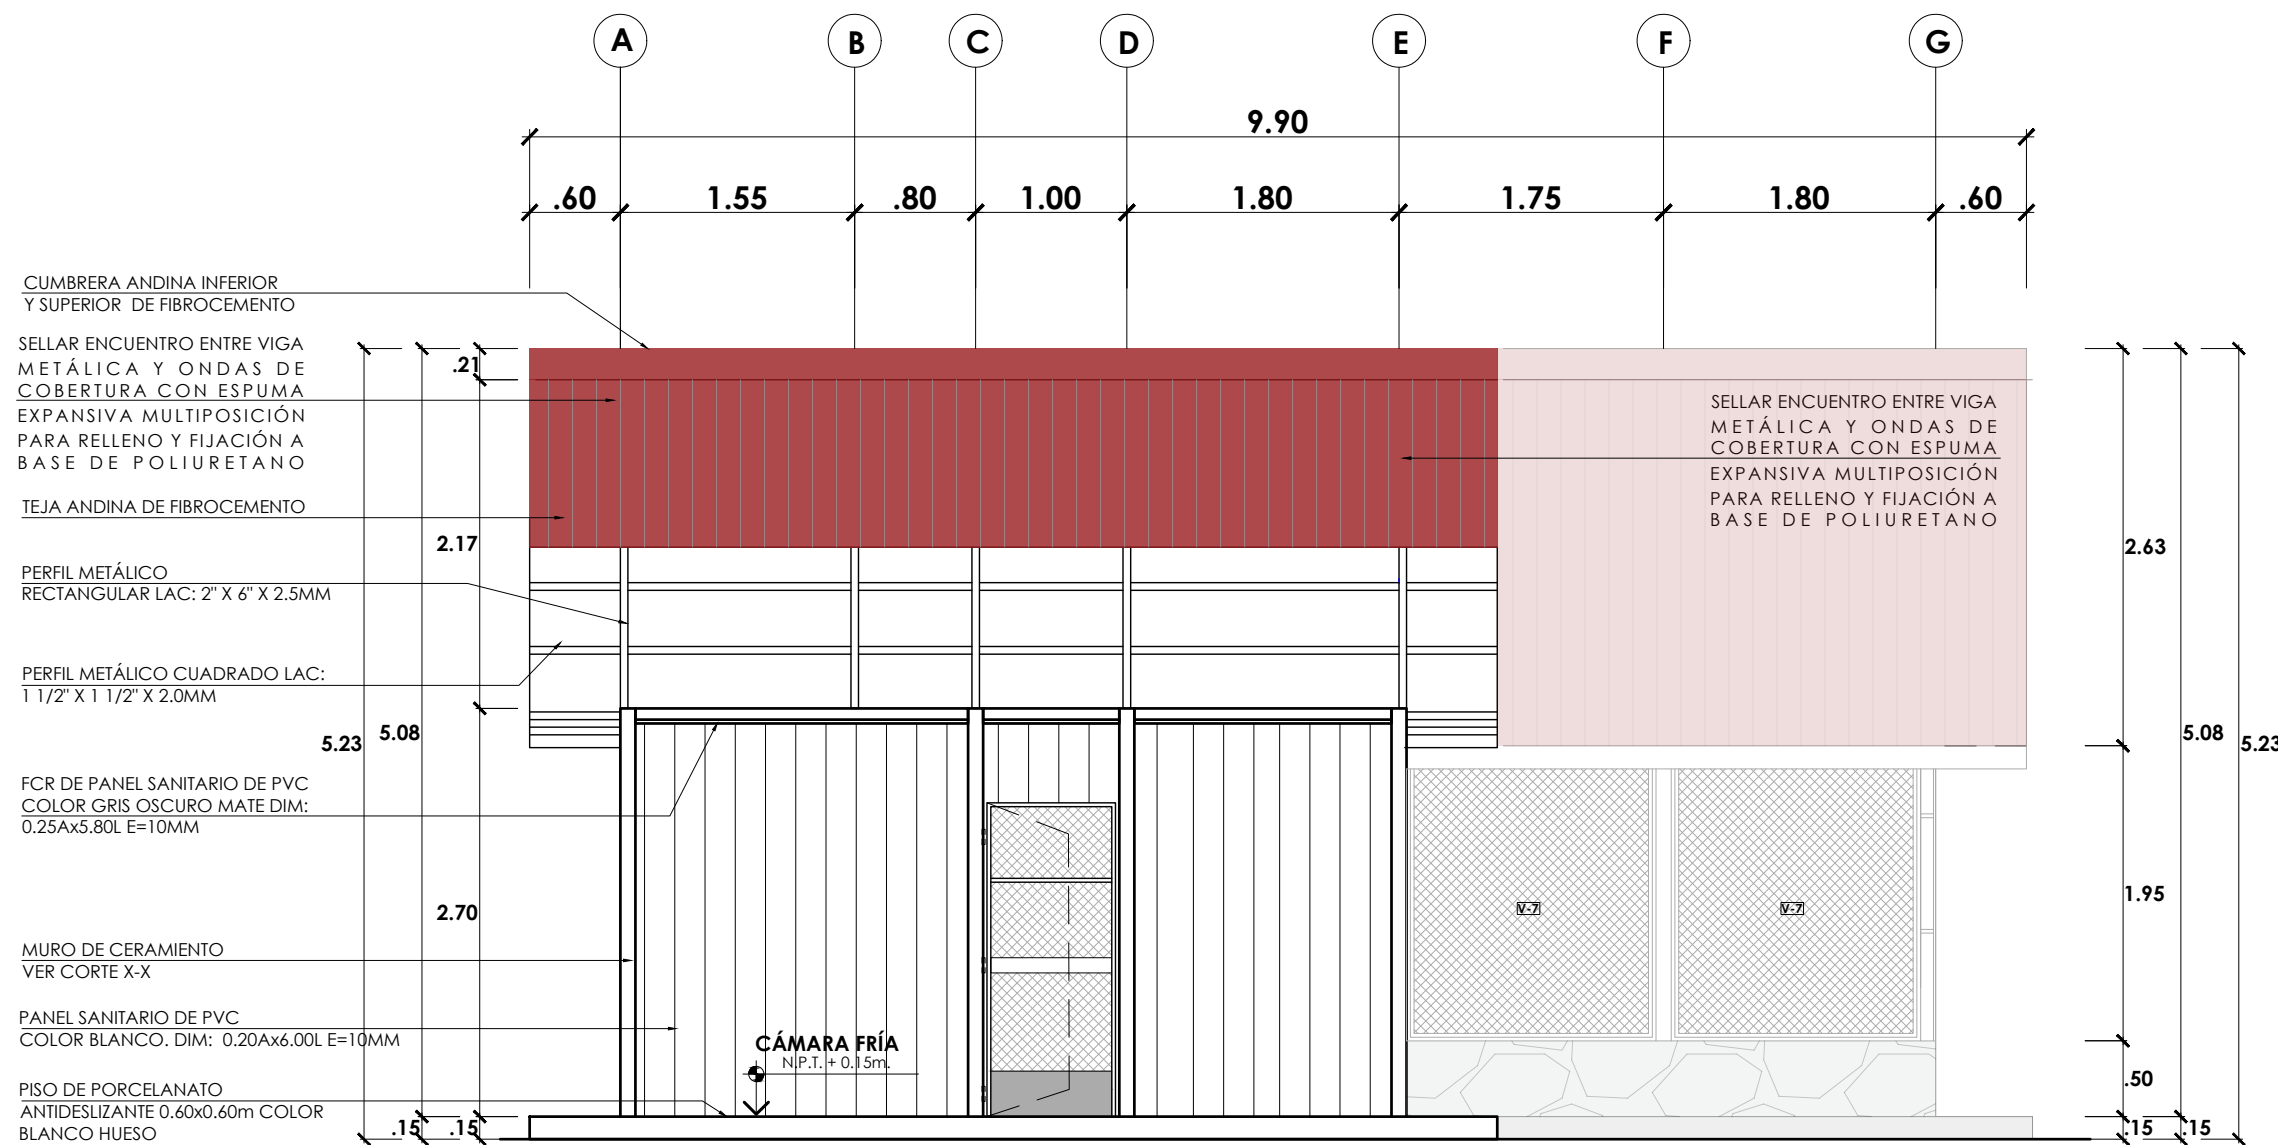 A B C D E F G
9.90
.60 1.55 .80 1.00 1.80 1.75 1.80 .60
CUMBRERA ANDINA INFERIOR
Y SUPERIOR DE FIBROCEMENTO
SELLAR ENCUENTRO ENTRE VIGA
METÁLICA Y ONDAS DE
COBERTURA CON ESPUMA
EXPANSIVA MULTIPOSICIÓN
PARA RELLENO Y FIJACIÓN A
BASE DE POLIURETANO
TEJA ANDINA DE FIBROCEMENTO
PERFIL METÁLICO
RECTANGULAR LAC: 2" X 6" X 2.5MM
PERFIL METÁLICO CUADRADO LAC:
1 1/2" X 1 1/2" X 2.0MM
FCR DE PANEL SANITARIO DE PVC
COLOR GRIS OSCURO MATE DIM:
0.25Ax5.80L E=10MM
MURO DE CERAMIENTO
VER CORTE X-X
PANEL SANITARIO DE PVC
COLOR BLANCO. DIM: 0.20Ax6.00L E=10MM
PISO DE PORCELANATO
ANTIDESLIZANTE 0.60x0.60m COLOR
BLANCO HUESO
.21
2.17
5.23 5.08
2.70
.15 .15
CÁMARA FRÍA
N.P.T. + 0.15m.
SELLAR ENCUENTRO ENTRE VIGA
METÁLICA Y ONDAS DE
COBERTURA CON ESPUMA
EXPANSIVA MULTIPOSICIÓN
PARA RELLENO Y FIJACIÓN A
BASE DE POLIURETANO
V-7 V-7
2.63
5.08 5.23
1.95
.50
.15 .15